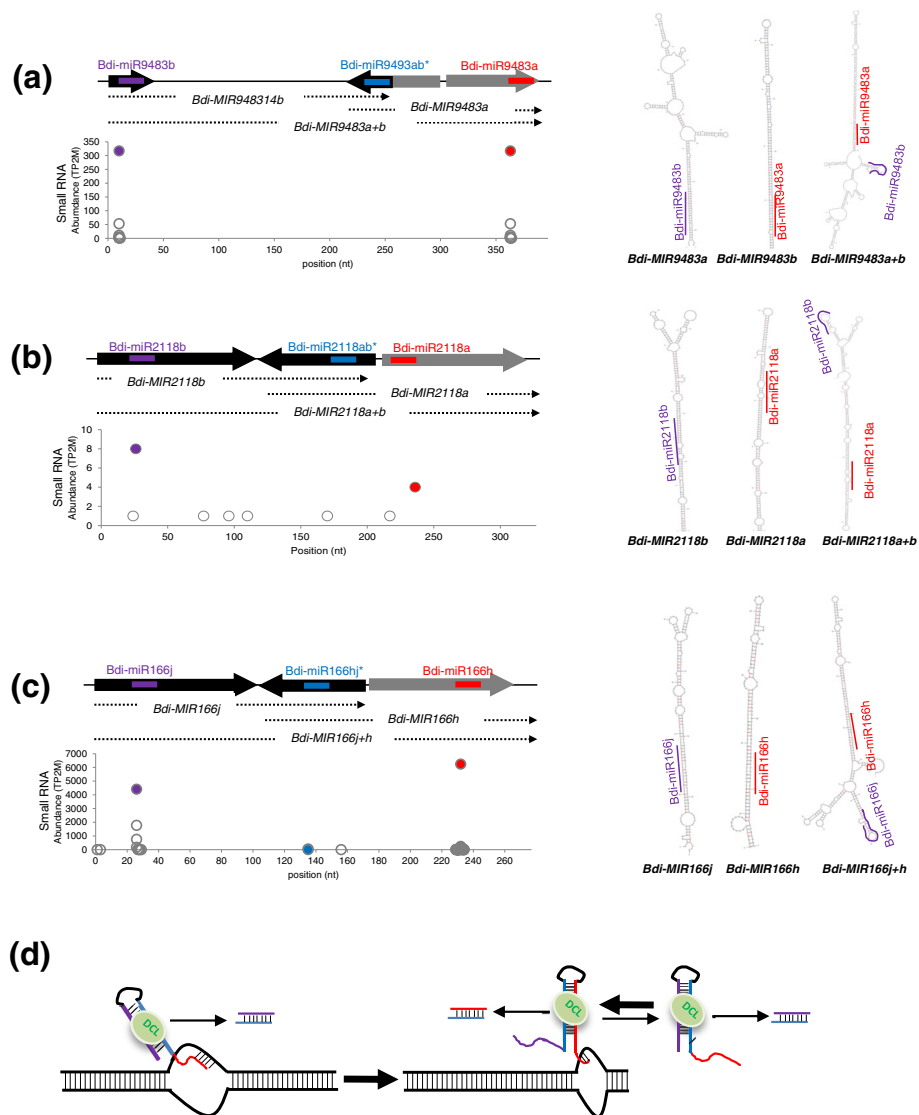 (a)
Bdi-miR9483b
Bdi-miR9493ab*
Bdi-miR9483a
Bdi-MIR948314b
Bdi-MIR9483a
Bdi-MIR9483a+b
Small RNA
Abumdance (TP2M)
350
300
250
200
150
100
50
0
0
50
100
150
200
250
300
350
position (nt)
Bdi-miR9483b
Bdi-miR9483a
Bdi-miR9483a
Bdi-miR9483b
Bdi-MIR9483a
Bdi-MIR9483b
Bdi-MIR9483a+b
(b)
Bdi-miR2118b
Bdi-miR2118ab*
Bdi-miR2118a
Bdi-MIR2118b
Bdi-MIR2118a
Bdi-MIR2118a+b
Small RNA
Abundance (TP2M)
10
8
6
4
2
0
0
50
100
150
200
250
300
Position (nt)
Bdi-miR2118b
Bdi-miR2118a
Bdi-miR2118b
Bdi-miR2118a
Bdi-MIR2118b
Bdi-MIR2118a
Bdi-MIR2118a+b
(c)
Bdi-miR166j
Bdi-miR166hj*
Bdi-miR166h
Bdi-MIR166j
Bdi-MIR166h
Bdi-MIR166j+h
Small RNA
Abundance (TP2M)
7000
6000
5000
4000
3000
2000
1000
0
0
20
40
60
80
100
120
140
160
180
200
220
240
260
position (nt)
Bdi-miR166j
Bdi-miR166h
Bdi-miR166h
Bdi-miR166j
Bdi-MIR166j
Bdi-MIR166h
Bdi-MIR166j+h
(d)
DCL
DCL
DCL